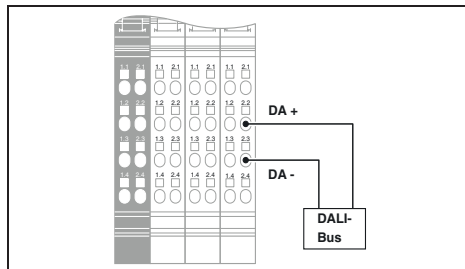 1.1 2.1 1.1 2.1 1.1 2.1 1.1 2.1
1.2 2.2 1.2 2.2 1.2 2.2 1.2 2.2
DA +
1.3 2.3 1.3 2.3 1.3 2.3 1.3 2.3
DA -
1.4 2.4 1.4 2.4 1.4 2.4 1.4 2.4
DALI-
Bus